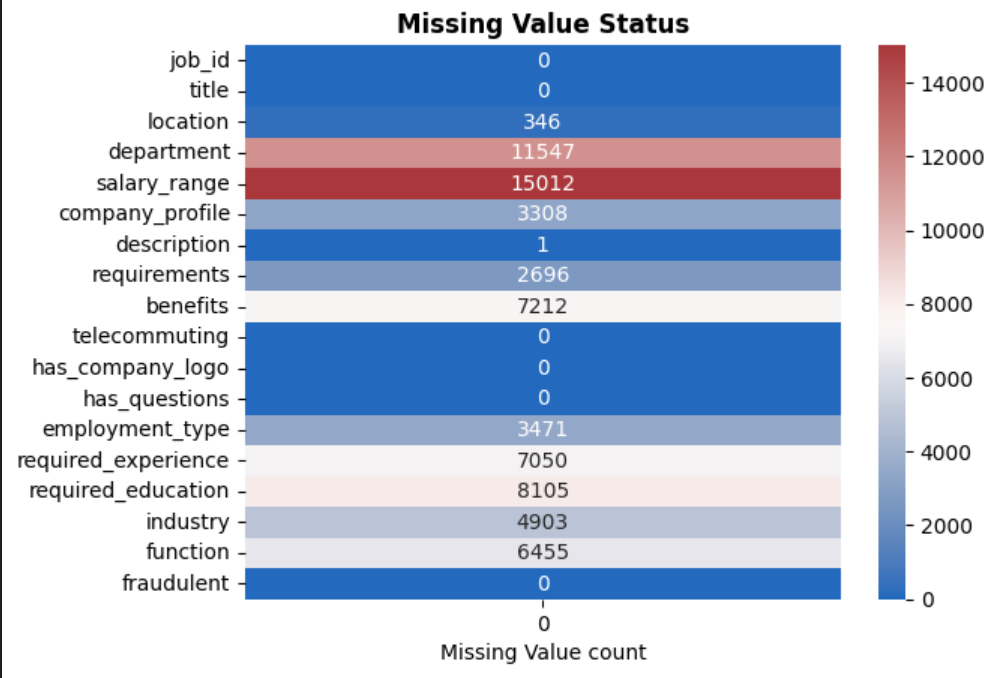 Missing Value Status
job_id 0
title 0
location 346
department 11547
salary_range 15012
company_profile 3308
description 1
requirements 2696
benefits 7212
telecommuting 0
has_company_logo 0
has_questions 0
employment_type 3471
required_experience 7050
required_education 8105
industry 4903
function 6455
fraudulent 0
0
Missing Value count
14000
12000
10000
8000
6000
4000
2000
0